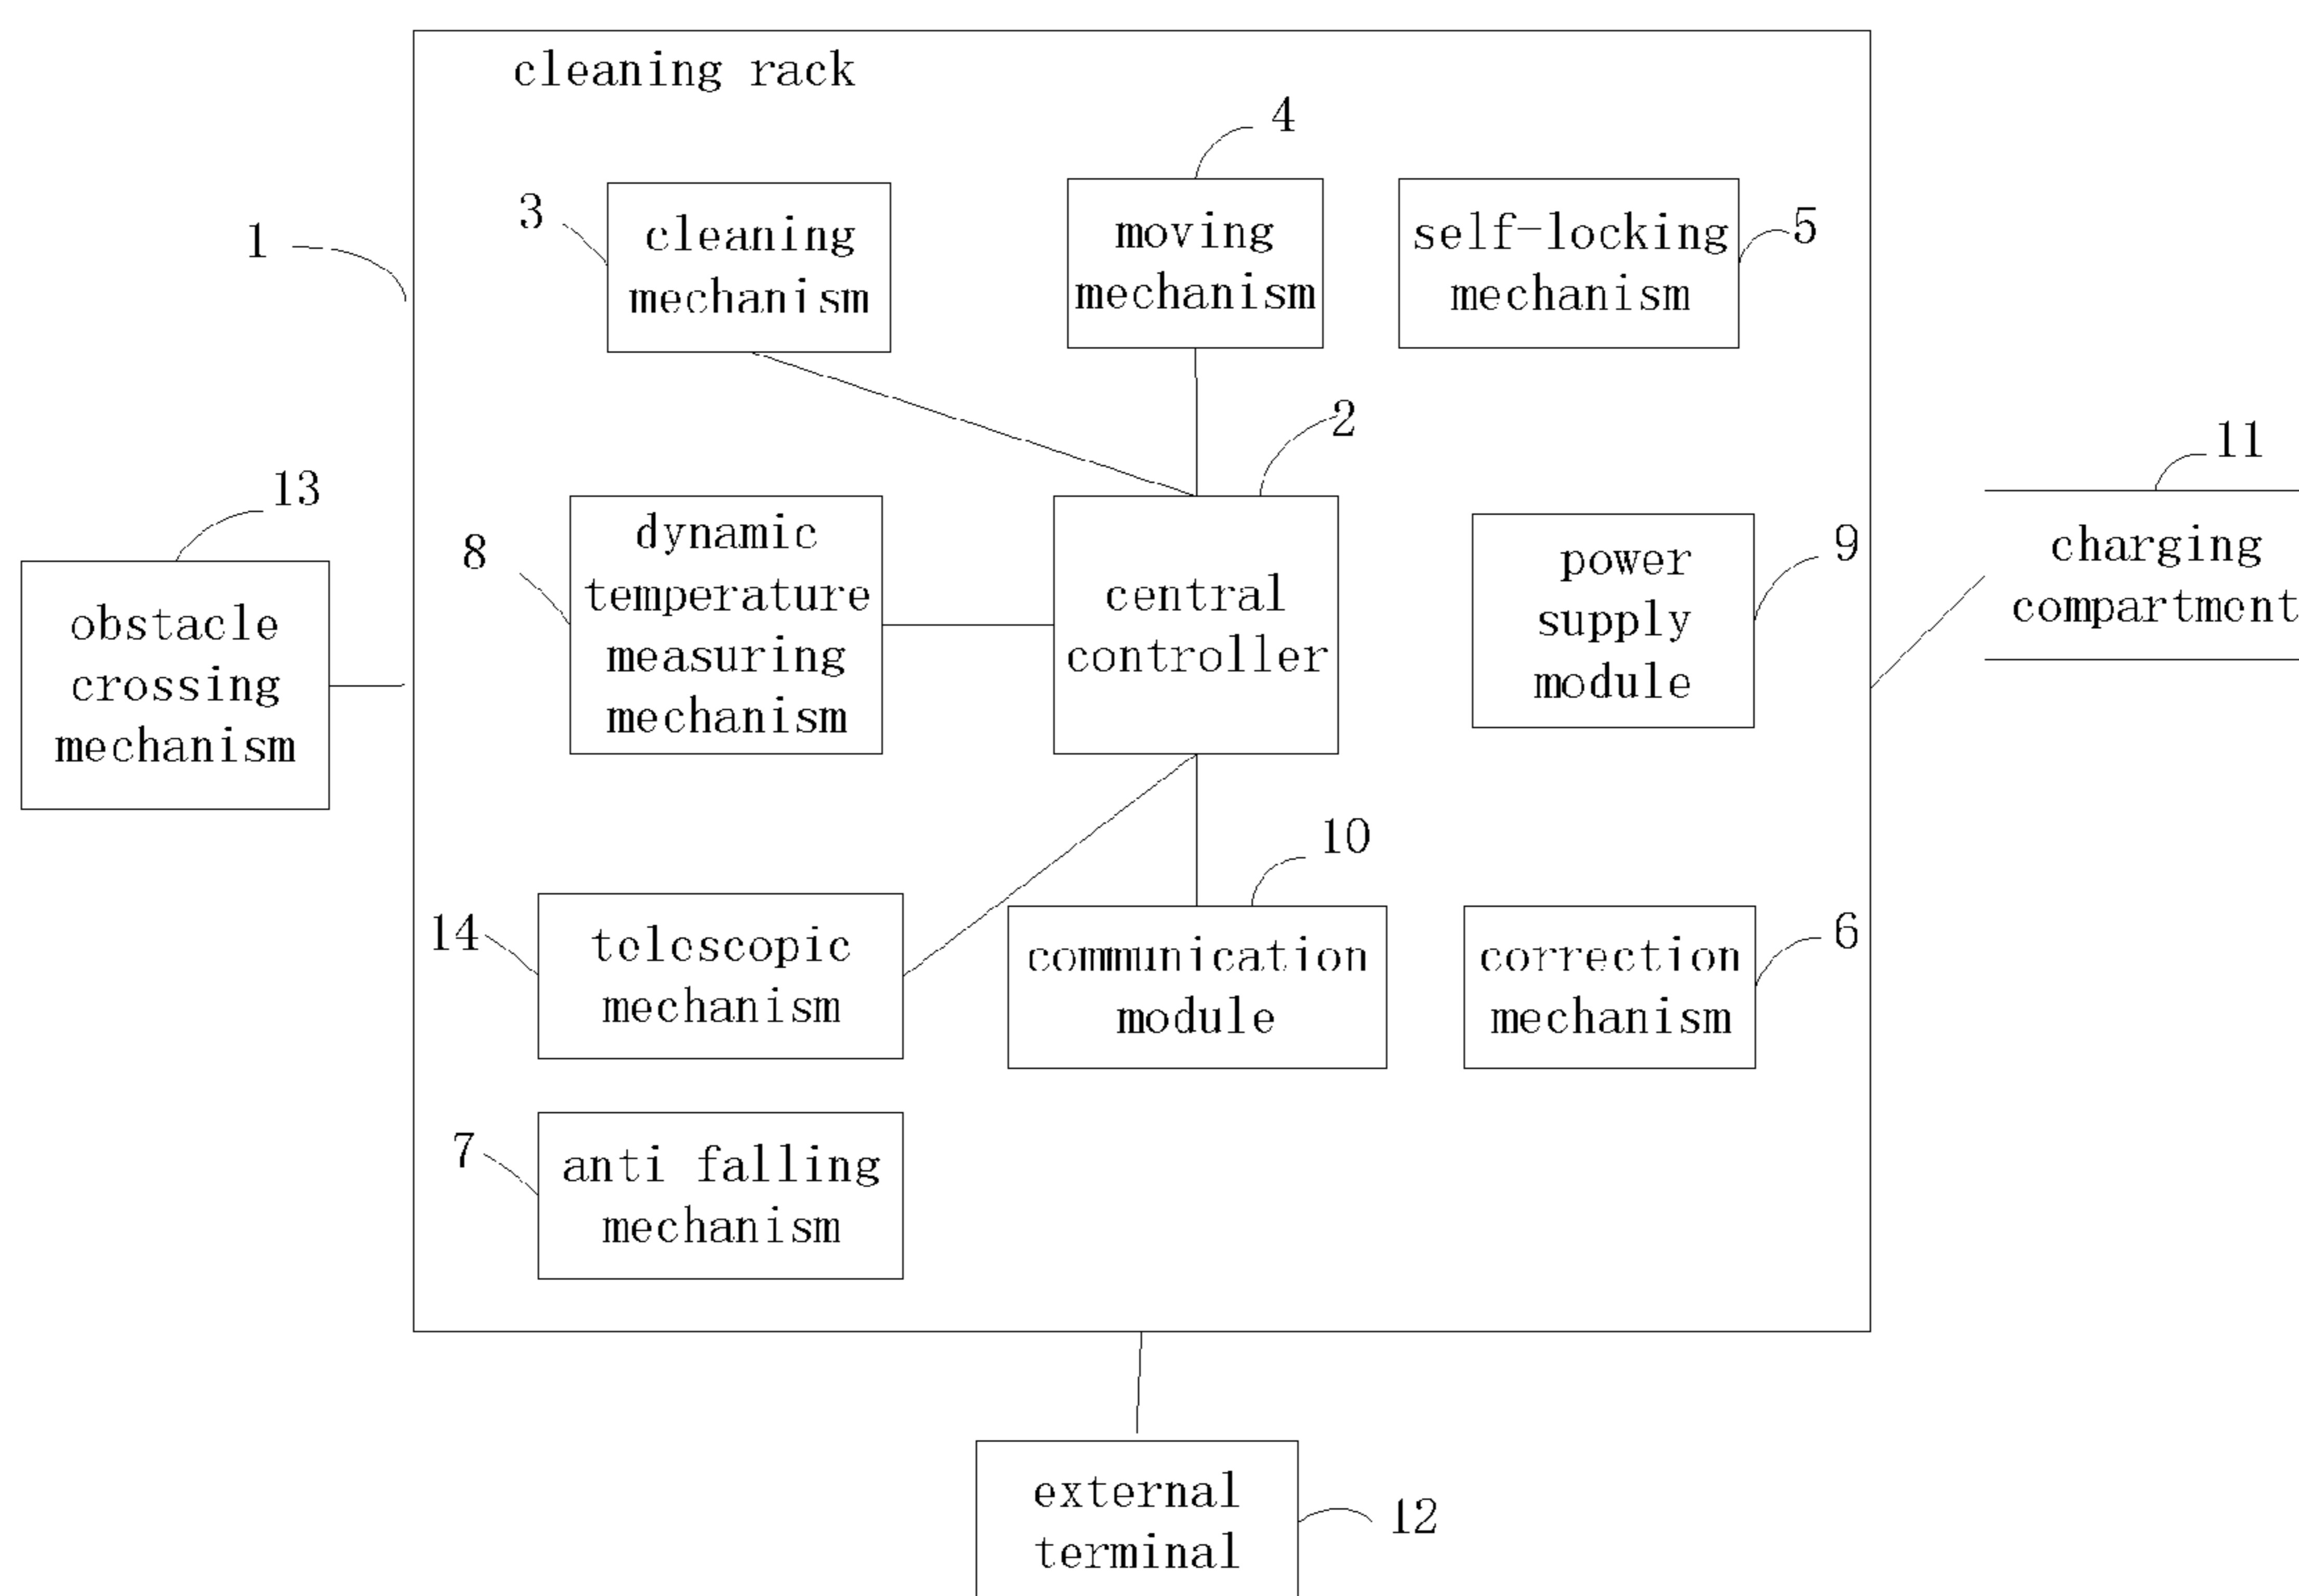 cleaning rack
4
3
cleaning
mechanism
moving
mechanism
self-locking
mechanism
5
1
2
11
13
8
dynamic
temperature
measuring
mechanism
central
controller
power
supply
module
9
charging
compartment
obstacle
crossing
mechanism
10
14
telescopic
mechanism
communication
module
correction
mechanism
6
7
anti falling
mechanism
external
terminal
12